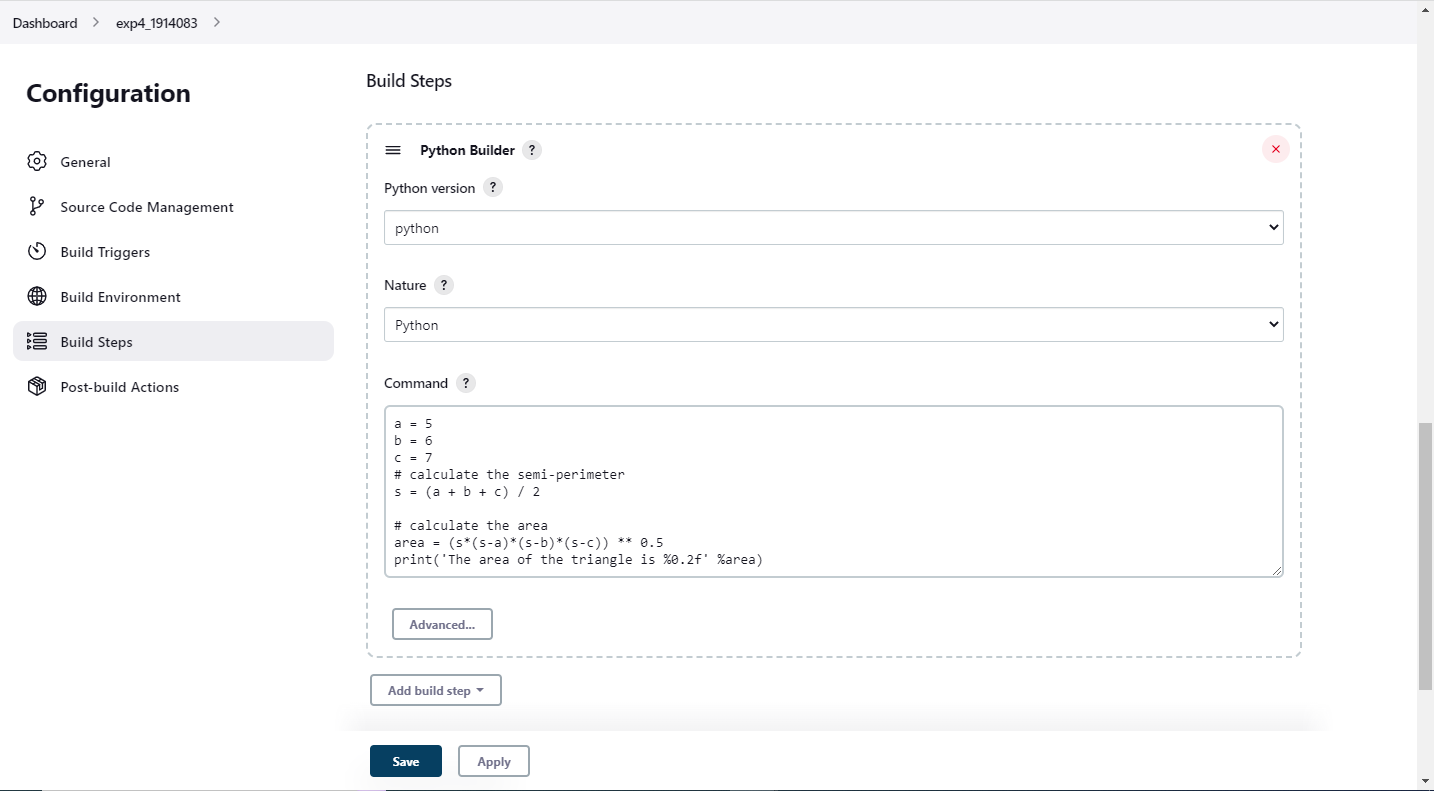 Dashboard > exp4_1914083 >
Configuration
General
Source Code Management
Build Triggers
Build Environment
Build Steps
Post-build Actions
Build Steps
Python Builder ?
Python version ?
python
Nature ?
Python
Command ?
a = 5
b = 6
c = 7
# calculate the semi-perimeter
s = (a + b + c) / 2
# calculate the area
area = (s*(s-a)*(s-b)*(s-c)) ** 0.5
print('The area of the triangle is %0.2f' %area)
Advanced...
Add build step
Save
Apply